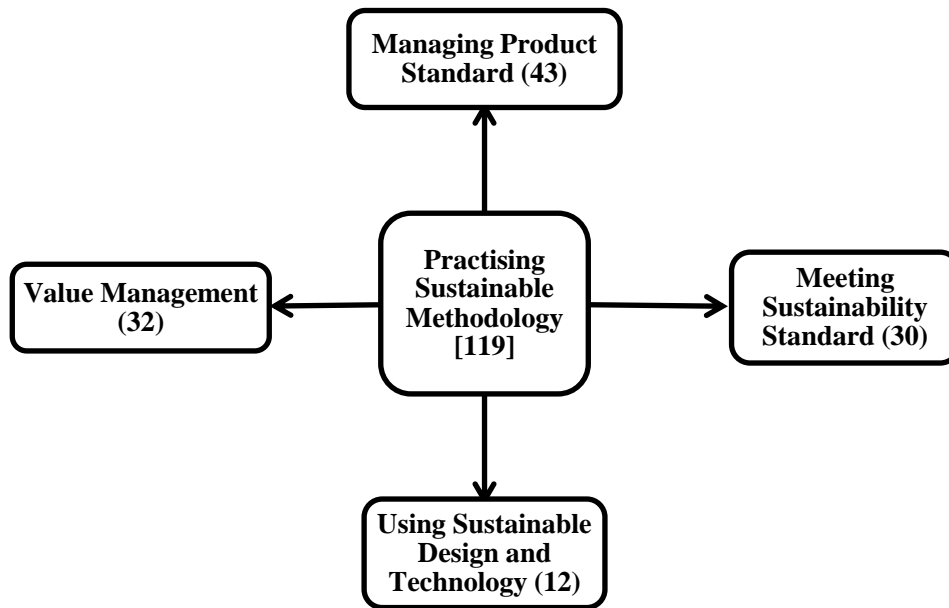 Managing Product
Standard (43)
Practising
Sustainable
Methodology
[119]
Value Management
(32)
Meeting
Sustainability
Standard (30)
Using Sustainable
Design and
Technology (12)